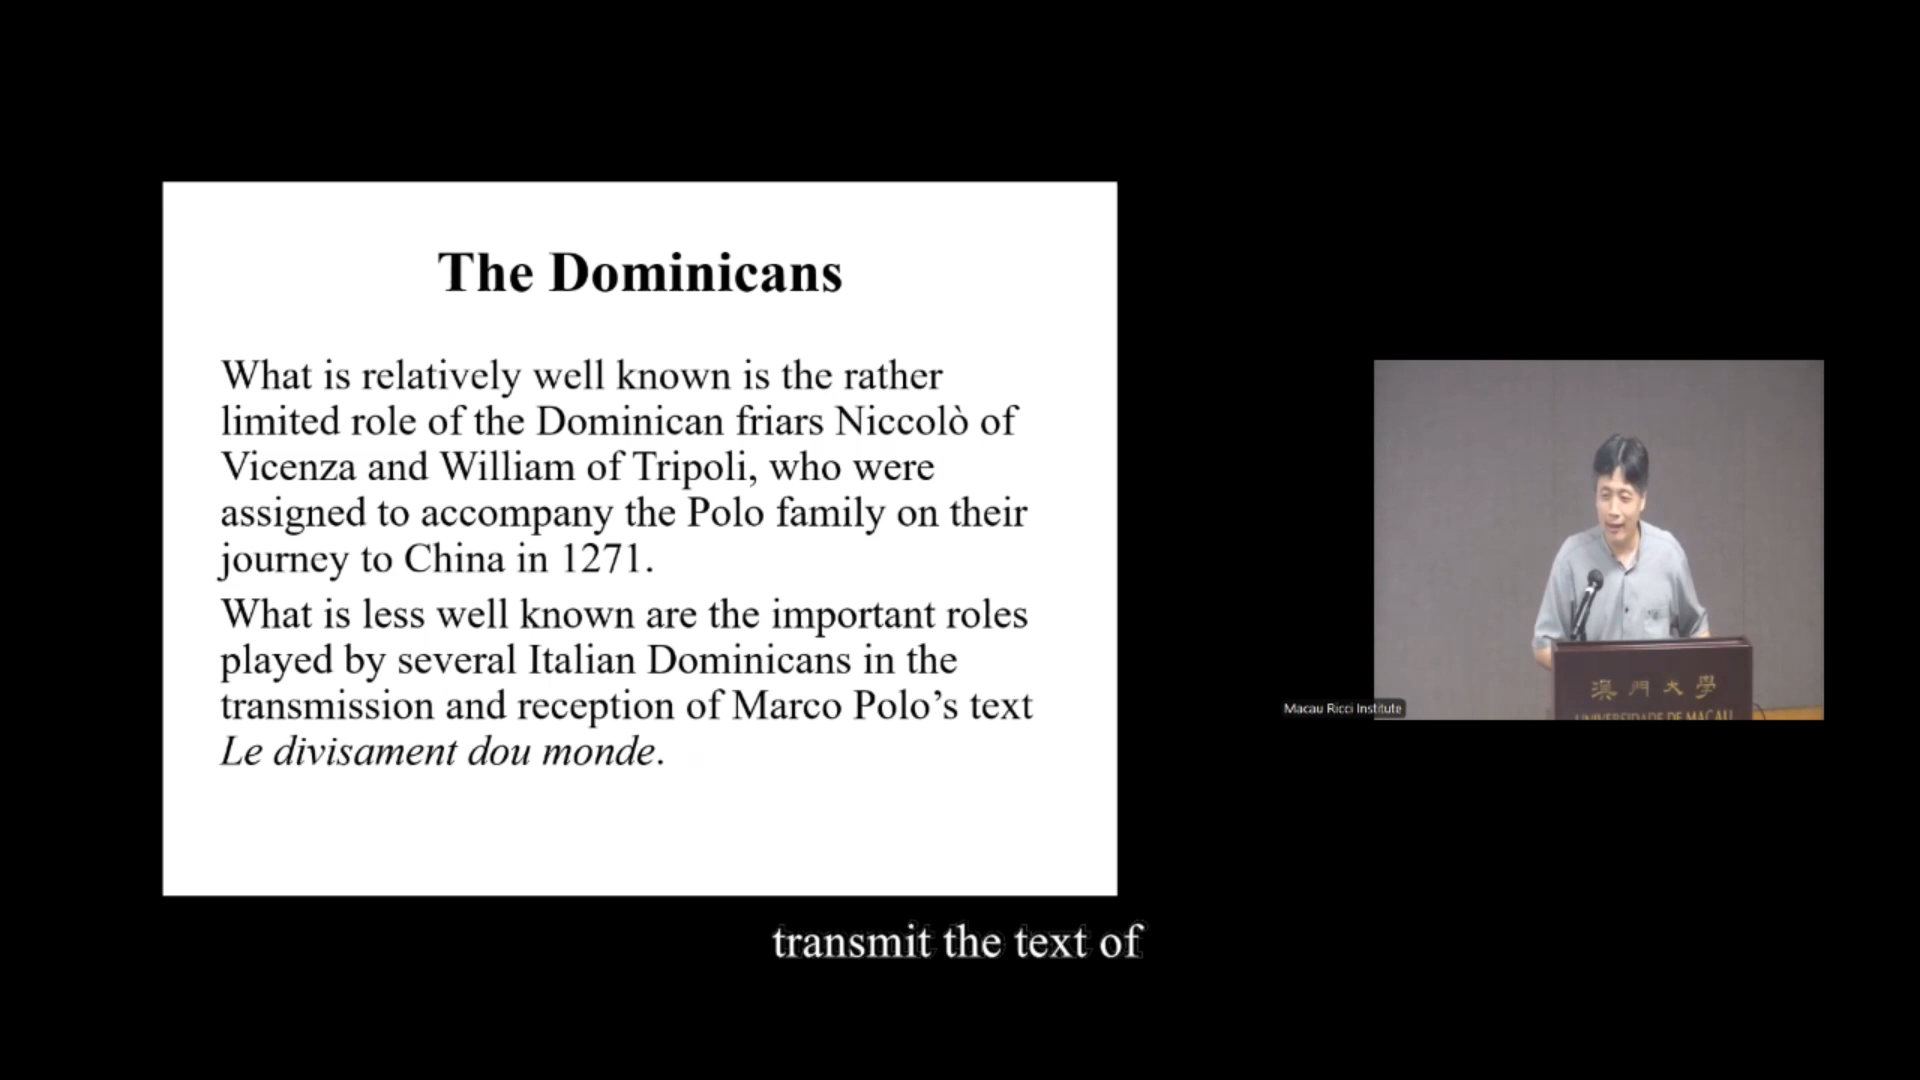 The Dominicans
What is relatively well known is the rather
limited role of the Dominican friars Niccolò of
Vicenza and William of Tripoli, who were
assigned to accompany the Polo family on their
journey to China in 1271.
What is less well known are the important roles
played by several Italian Dominicans in the
transmission and reception of Marco Polo’s text
Le divisament dou monde.
澳門大學
UNIVERSIDADE DE MACAU
Macau Ricci Institute
transmit the text of